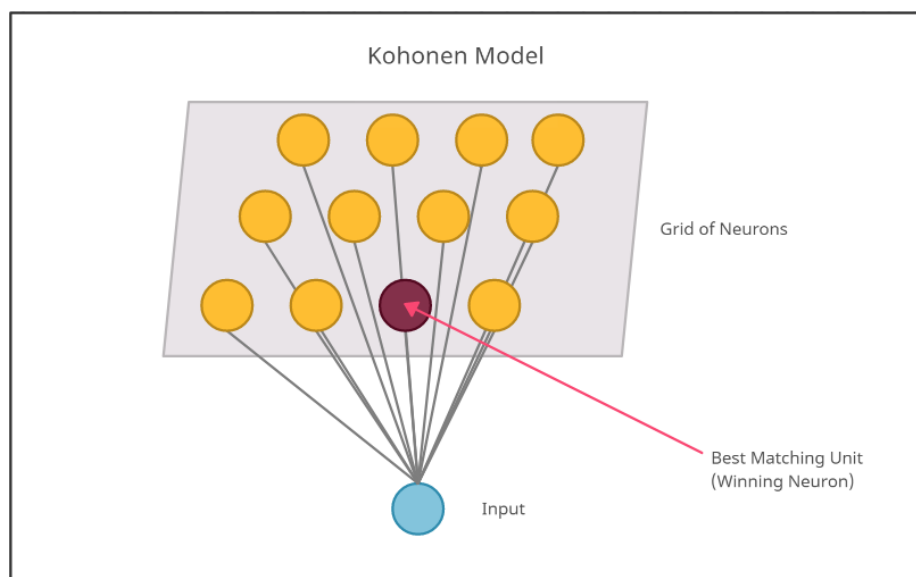 Kohonen Model
Grid of Neurons
Best Matching Unit
(Winning Neuron)
Input